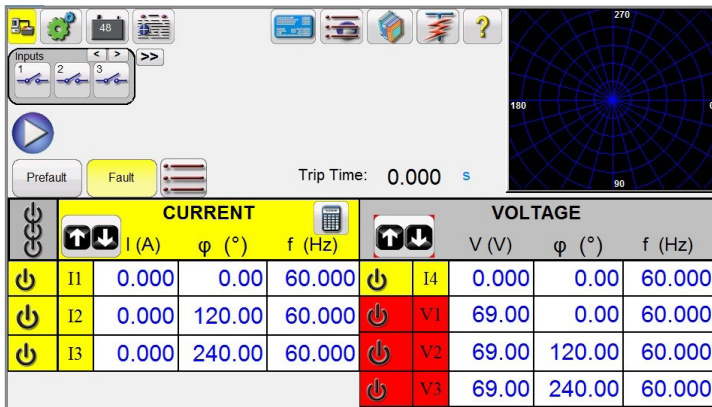 48
?
Inputs < > >>
1 2 3
270
180 0
90
Prefault Fault Trip Time: 0.000 s
CURRENT VOLTAGE
I (A) φ (°) f (Hz) V (V) φ (°) f (Hz)
I1 0.000 0.00 60.000 I4 0.000 0.00 60.000
I2 0.000 120.00 60.000 V1 69.00 0.00 60.000
I3 0.000 240.00 60.000 V2 69.00 120.00 60.000
V3 69.00 240.00 60.000